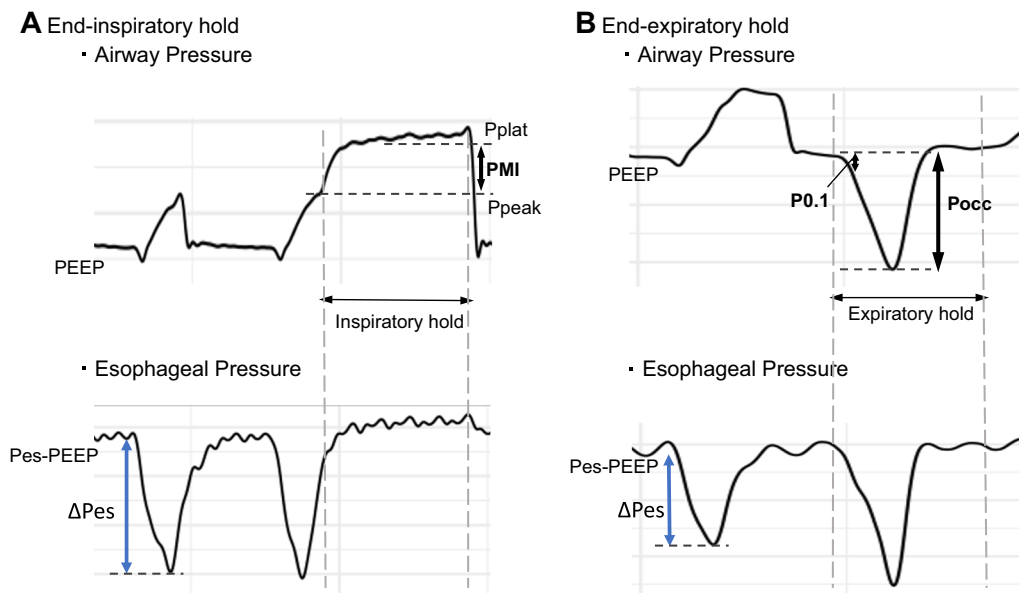 A End-inspiratory hold
・Airway Pressure
Pplat
PMI
Ppeak
PEEP
Inspiratory hold
・Esophageal Pressure
Pes-PEEP
ΔPes
B End-expiratory hold
・Airway Pressure
PEEP
P0.1
Pocc
Expiratory hold
・Esophageal Pressure
Pes-PEEP
ΔPes